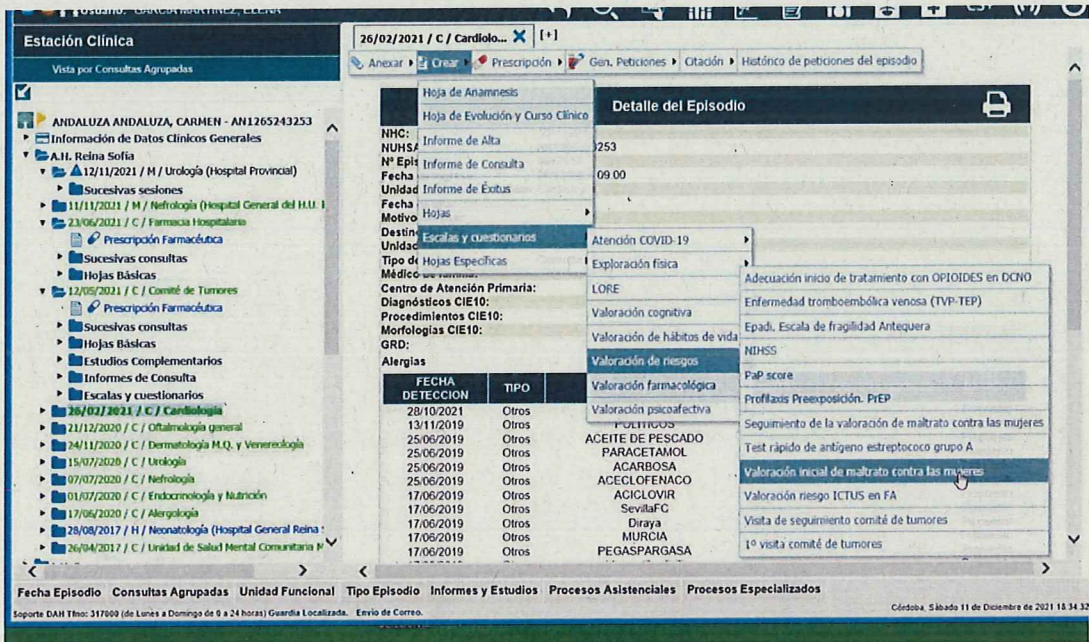 Usuario: GARCIA MARTINEZ, ELENA
Estación Clínica
Vista por Consultas Agrupadas
ANDALUZA ANDALUZA, CARMEN - AN1265243253
Información de Datos Clínicos Generales
A.H. Reina Sofía
12/11/2021 / M / Urología (Hospital Provincial)
Sucesivas sesiones
11/11/2021 / M / Nefrología (Hospital General del H.U.
23/06/2021 / C / Farmacia Hospitalaria
Prescripción Farmacéutica
Sucesivas consultas
Hojas Básicas
12/05/2021 / C / Comité de Tumores
Prescripción Farmacéutica
Sucesivas consultas
Hojas Básicas
Estudios Complementarios
Informes de Consulta
Escalas y cuestionarios
26/02/2021 / C / Cardiología
21/12/2020 / C / Oftalmología general
24/11/2020 / C / Dermatología M.Q. y Venereología
15/07/2020 / C / Urología
07/07/2020 / C / Nefrología
01/07/2020 / C / Endocrinología y Nutrición
17/06/2020 / C / Alergología
28/08/2017 / H / Neonatología (Hospital General Reina
26/04/2017 / C / Unidad de Salud Mental Comunitaria
26/02/2021 / C / Cardiolo... X [+]
Anexar Crear Prescripción Gen. Peticiones Citación Histórico de peticiones del episodio
Hoja de Anamnesis
Hoja de Evolución y Curso Clínico
Informe de Alta
Informe de Consulta
Informe de Éxitus
Hojas
Escalas y cuestionarios
Hojas Específicas
Detalle del Episodio
NHC:
NUHSA 3253
Nº Epis
Fecha 09:00
Unidad
Fecha
Motivo
Destin
Unidad
Tipo de
Médico de familia:
Centro de Atención Primaria:
Diagnósticos CIE10:
Procedimientos CIE10:
Morfologías CIE10:
GRD:
Alergias
Atención COVID-19
Exploración física
LORE
Valoración cognitiva
Valoración de hábitos de vida
Valoración de riesgos
Valoración farmacológica
Valoración psicoafectiva
Adecuación inicio de tratamiento con OPIOIDES en DCNO
Enfermedad tromboembólica venosa (TVP-TEP)
Epadi. Escala de fragilidad Antequera
NIHSS
PaP score
Profilaxis Preexposición. PrEP
Seguimiento de la valoración de maltrato contra las mujeres
Test rápido de antígeno estreptococo grupo A
Valoración inicial de maltrato contra las mujeres
Valoración riesgo ICTUS en FA
Visita de seguimiento comité de tumores
1º visita comité de tumores
FECHA DETECCION TIPO
28/10/2021 Otros
13/11/2019 Otros POLITICOS
25/06/2019 Otros ACEITE DE PESCADO
25/06/2019 Otros PARACETAMOL
25/06/2019 Otros ACARBOSA
25/06/2019 Otros ACECLOFENACO
17/06/2019 Otros ACICLOVIR
17/06/2019 Otros SevillaFC
17/06/2019 Otros Diraya
17/06/2019 Otros MURCIA
17/06/2019 Otros PEGASPARGASA
Fecha Episodio Consultas Agrupadas Unidad Funcional Tipo Episodio Informes y Estudios Procesos Asistenciales Procesos Especializados
Soporte DAH Tfno: 317000 (de Lunes a Domingo de 0 a 24 horas) Guardia Localizada. Envio de Correo.
Córdoba, Sábado 11 de Diciembre de 2021 18:34:32